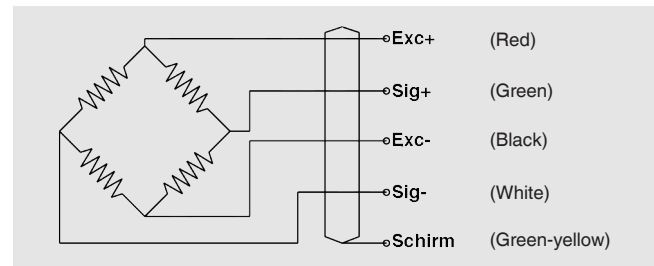 Exc+ (Red)
Sig+ (Green)
Exc- (Black)
Sig- (White)
Schirm (Green-yellow)